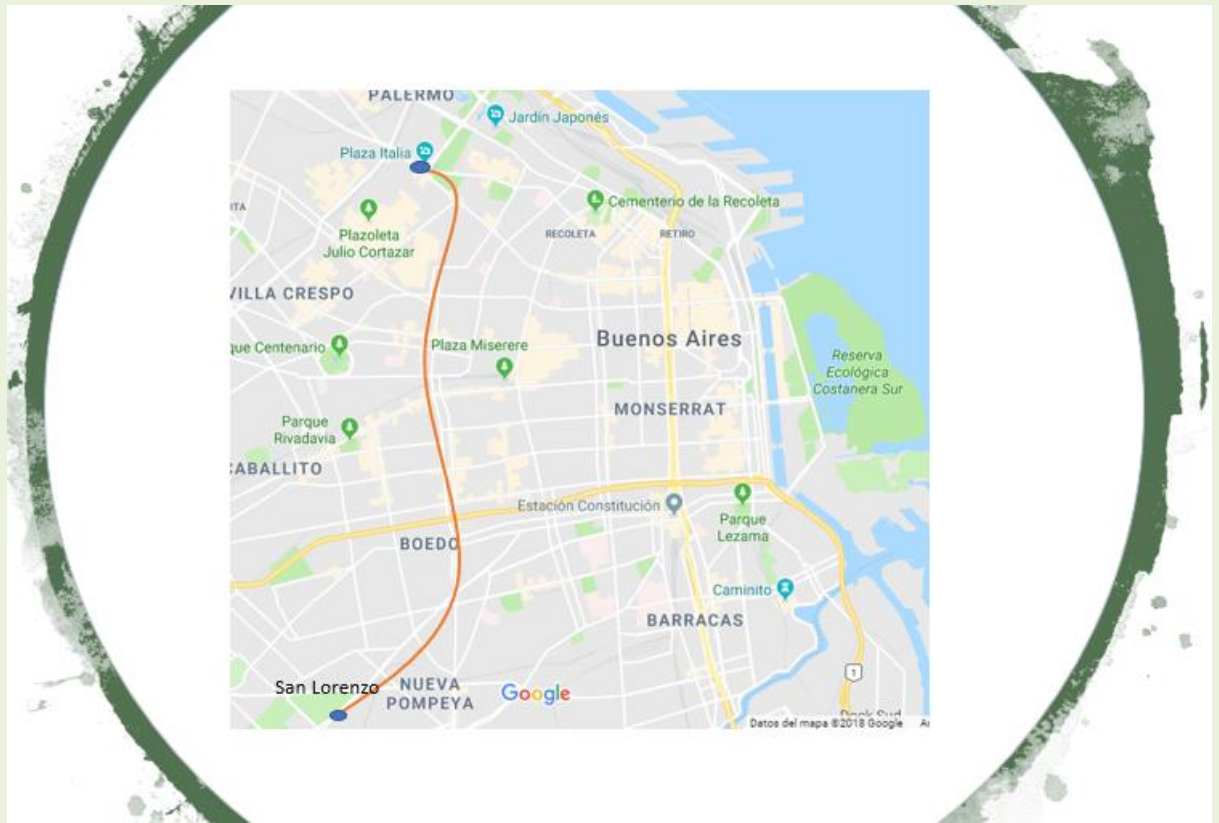 PALERMO
Jardín Japonés
Plaza Italia
Cementerio de la Recoleta
Plazoleta
Julio Cortazar
RECOLETA
RETIRO
VILLA CRESPO
Centenario
Plaza Miserere
Buenos Aires
Reserva
Ecológica
Costanera Sur
MONSERRAT
Parque
Rivadavia
CABALLITO
Estación Constitución
Parque
Lezama
BOEDO
Caminito
BARRACAS
1
San Lorenzo
NUEVA
POMPEYA
Google
Datos del mapa ©2018 Google